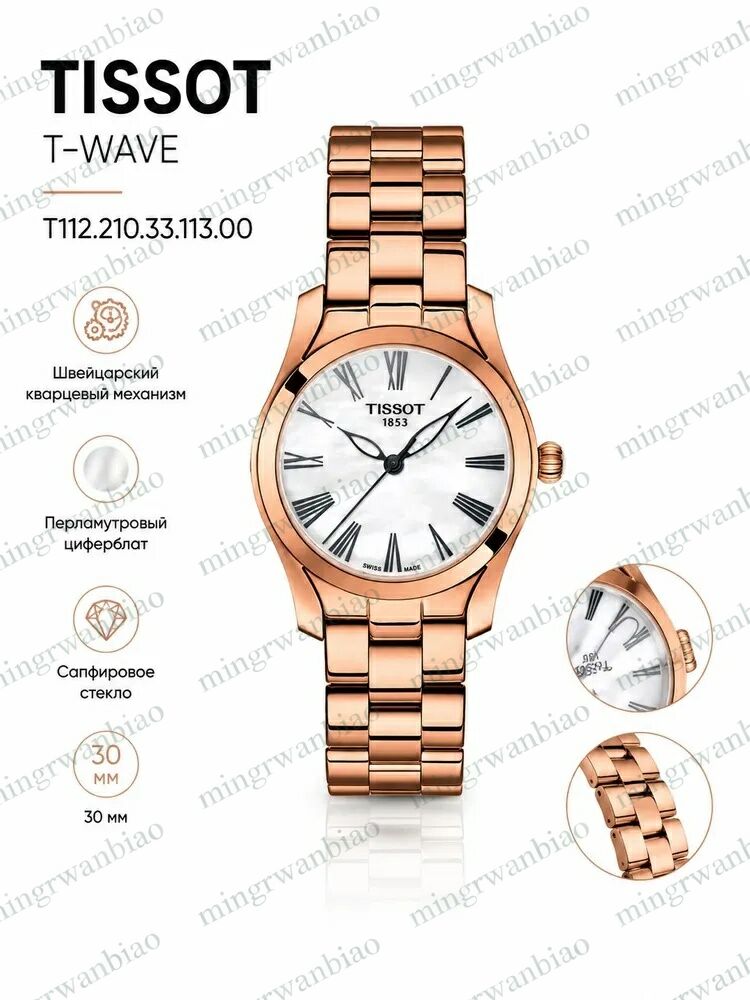 TISSOT
T-WAVE
T112.210.33.113.00
Швейцарский
кварцевый механизм
Перламутровый
циферблат
Сапфировое
стекло
30
мм
30 мм
TISSOT
1853
SWISS MADE
mingrwanbiao